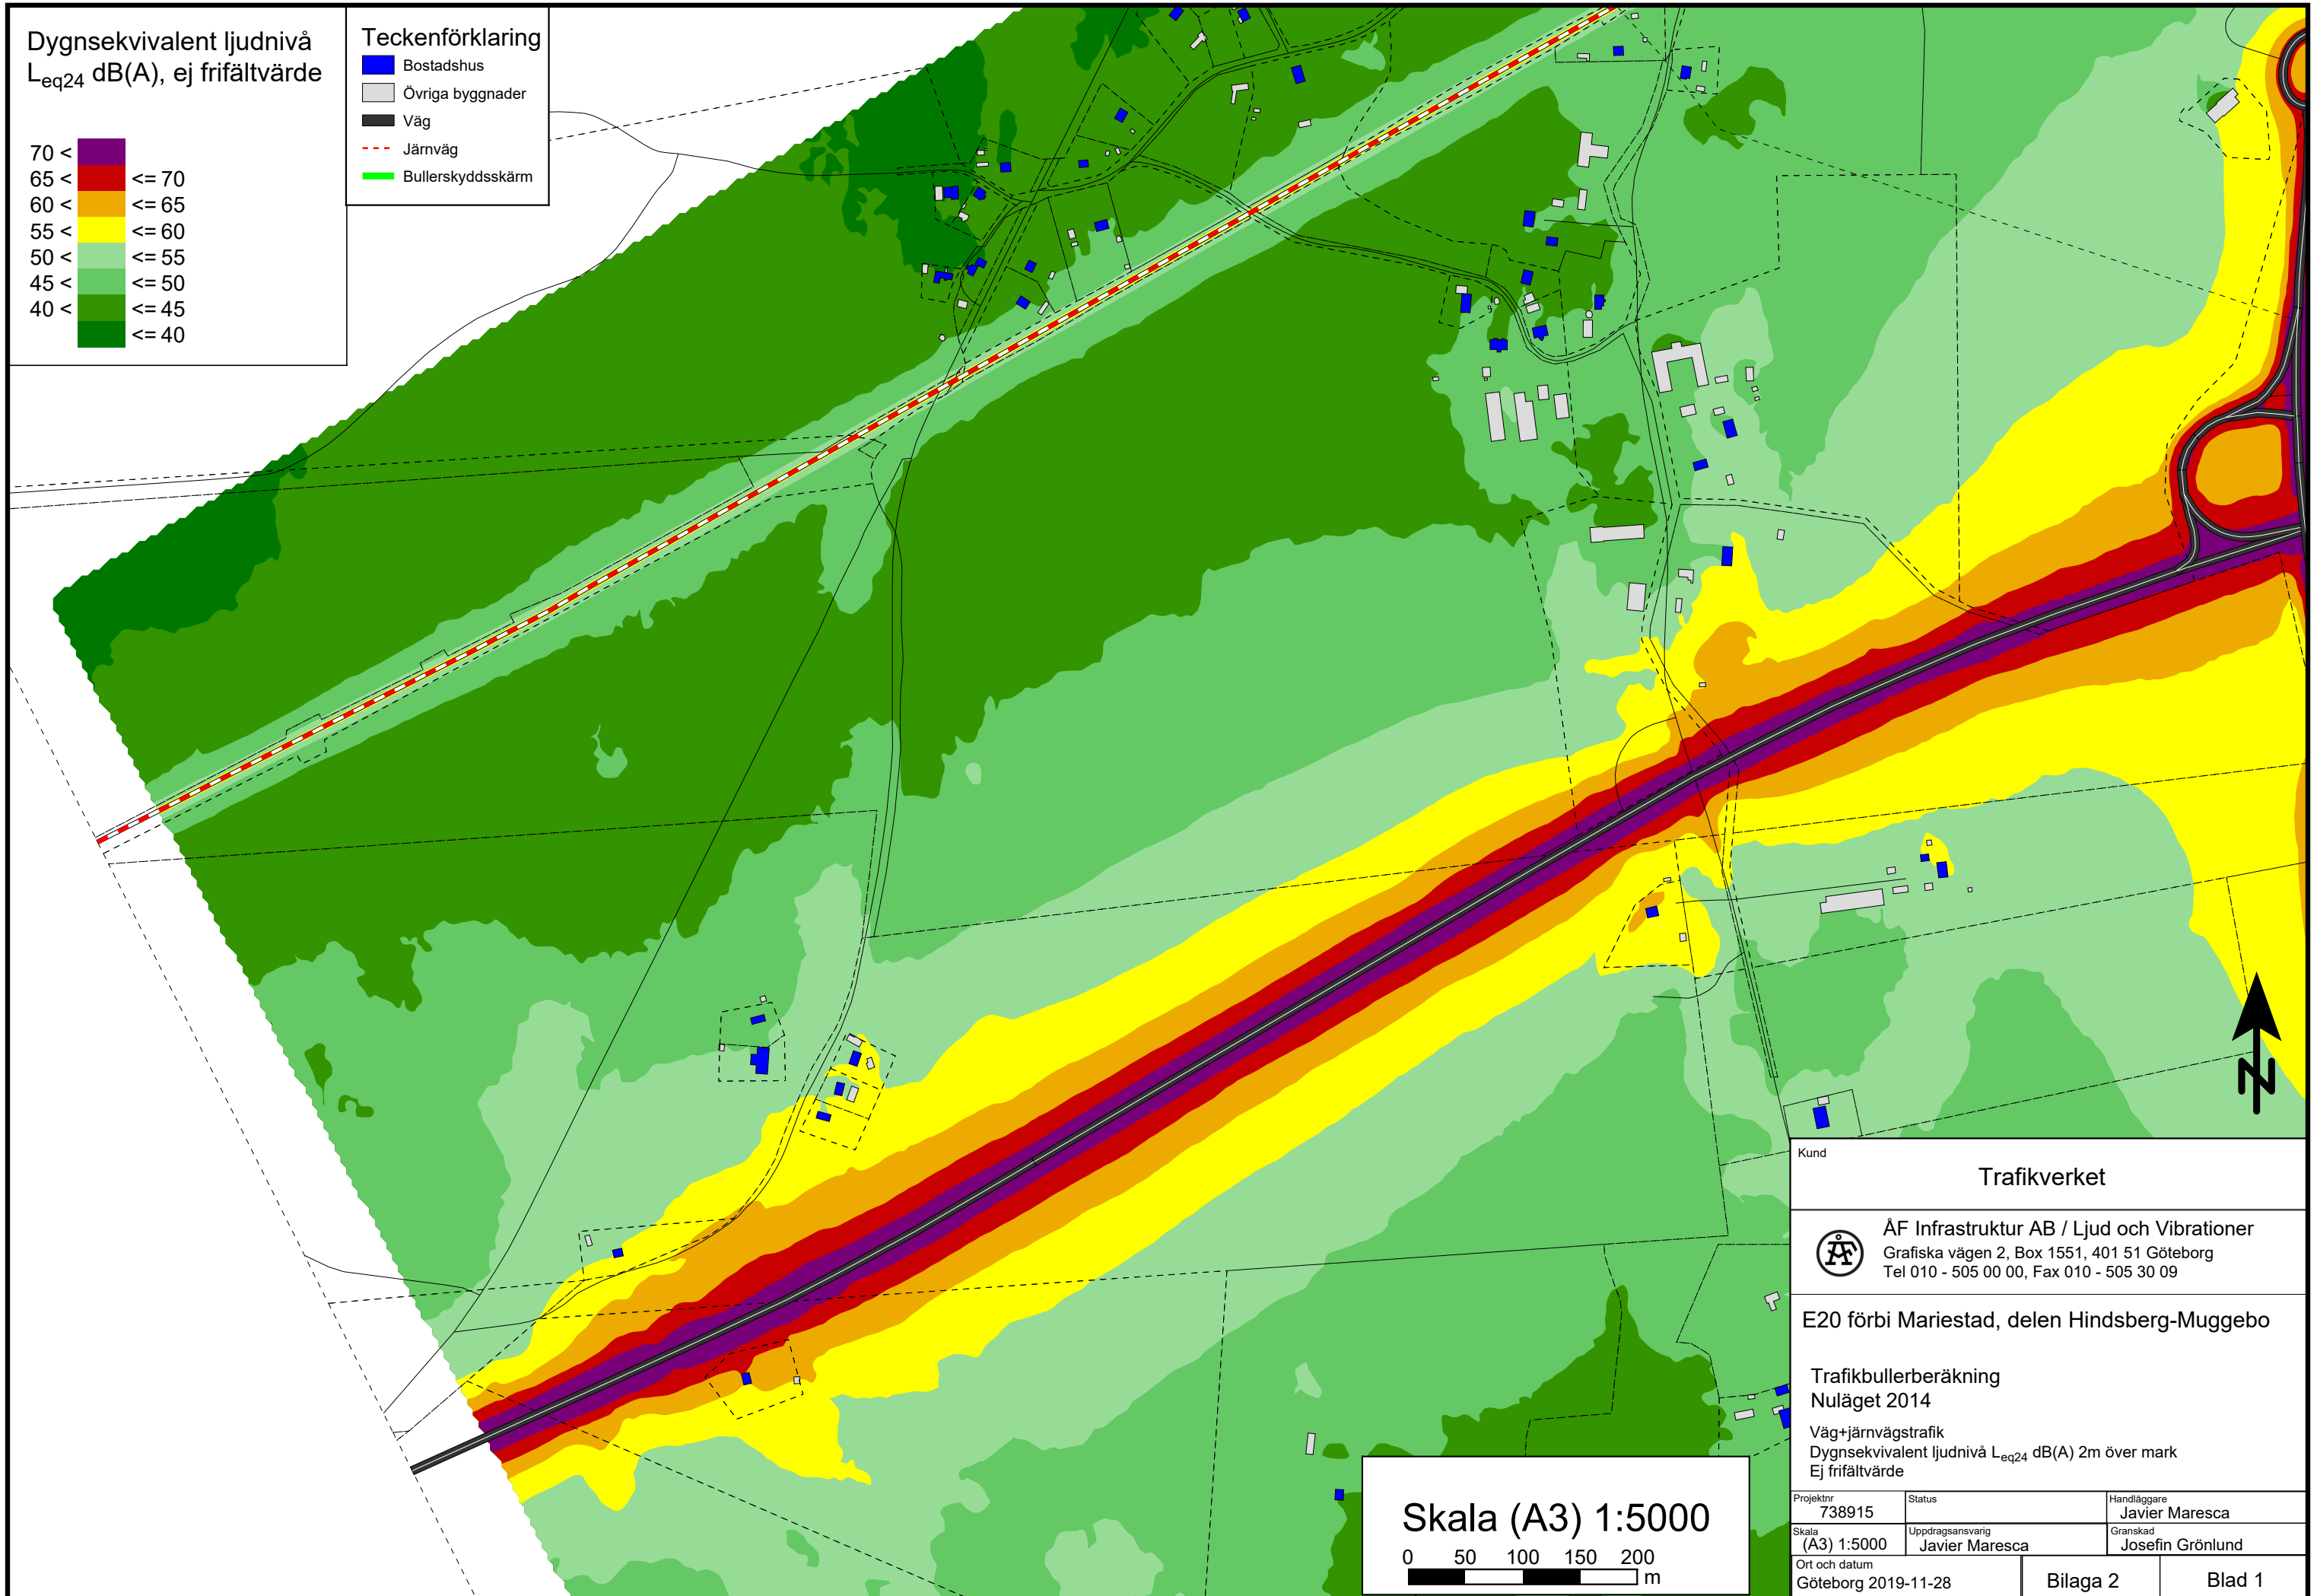 Dygnsekvivalent ljudnivå
Leq24 dB(A), ej frifältvärde
70 <
65 < <= 70
60 < <= 65
55 < <= 60
50 < <= 55
45 < <= 50
40 < <= 45
<= 40
Teckenförklaring
Bostadshus
Övriga byggnader
Väg
Järnväg
Bullerskyddsskärm
N
Skala (A3) 1:5000
0 50 100 150 200
m
Kund
Trafikverket
ÅF
ÅF Infrastruktur AB / Ljud och Vibrationer
Grafiska vägen 2, Box 1551, 401 51 Göteborg
Tel 010 - 505 00 00, Fax 010 - 505 30 09
E20 förbi Mariestad, delen Hindsberg-Muggebo
Trafikbullerberäkning
Nuläget 2014
Väg+järnvägstrafik
Dygnsekvivalent ljudnivå Leq24 dB(A) 2m över mark
Ej frifältvärde
Projektnr Status Handläggare
738915 Javier Maresca
Skala Uppdragsansvarig Granskad
(A3) 1:5000 Javier Maresca Josefin Grönlund
Ort och datum
Göteborg 2019-11-28 Bilaga 2 Blad 1